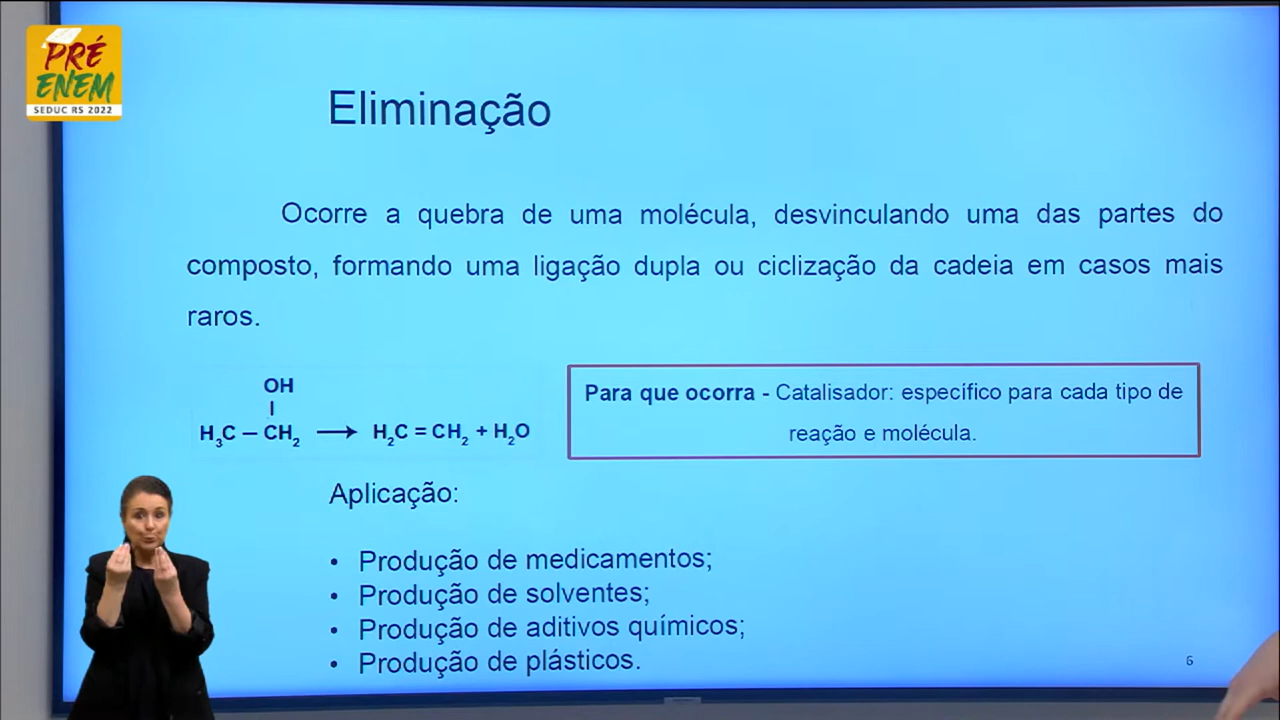 PRÉ
ENEM
SEDUC RS 2022
Eliminação
Ocorre a quebra de uma molécula, desvinculando uma das partes do
composto, formando uma ligação dupla ou ciclização da cadeia em casos mais
raros.
OH
H₃C – CH₂ ⟶ H₂C = CH₂ + H₂O
Para que ocorra - Catalisador: específico para cada tipo de
reação e molécula.
Aplicação:
• Produção de medicamentos;
• Produção de solventes;
• Produção de aditivos químicos;
• Produção de plásticos.
6